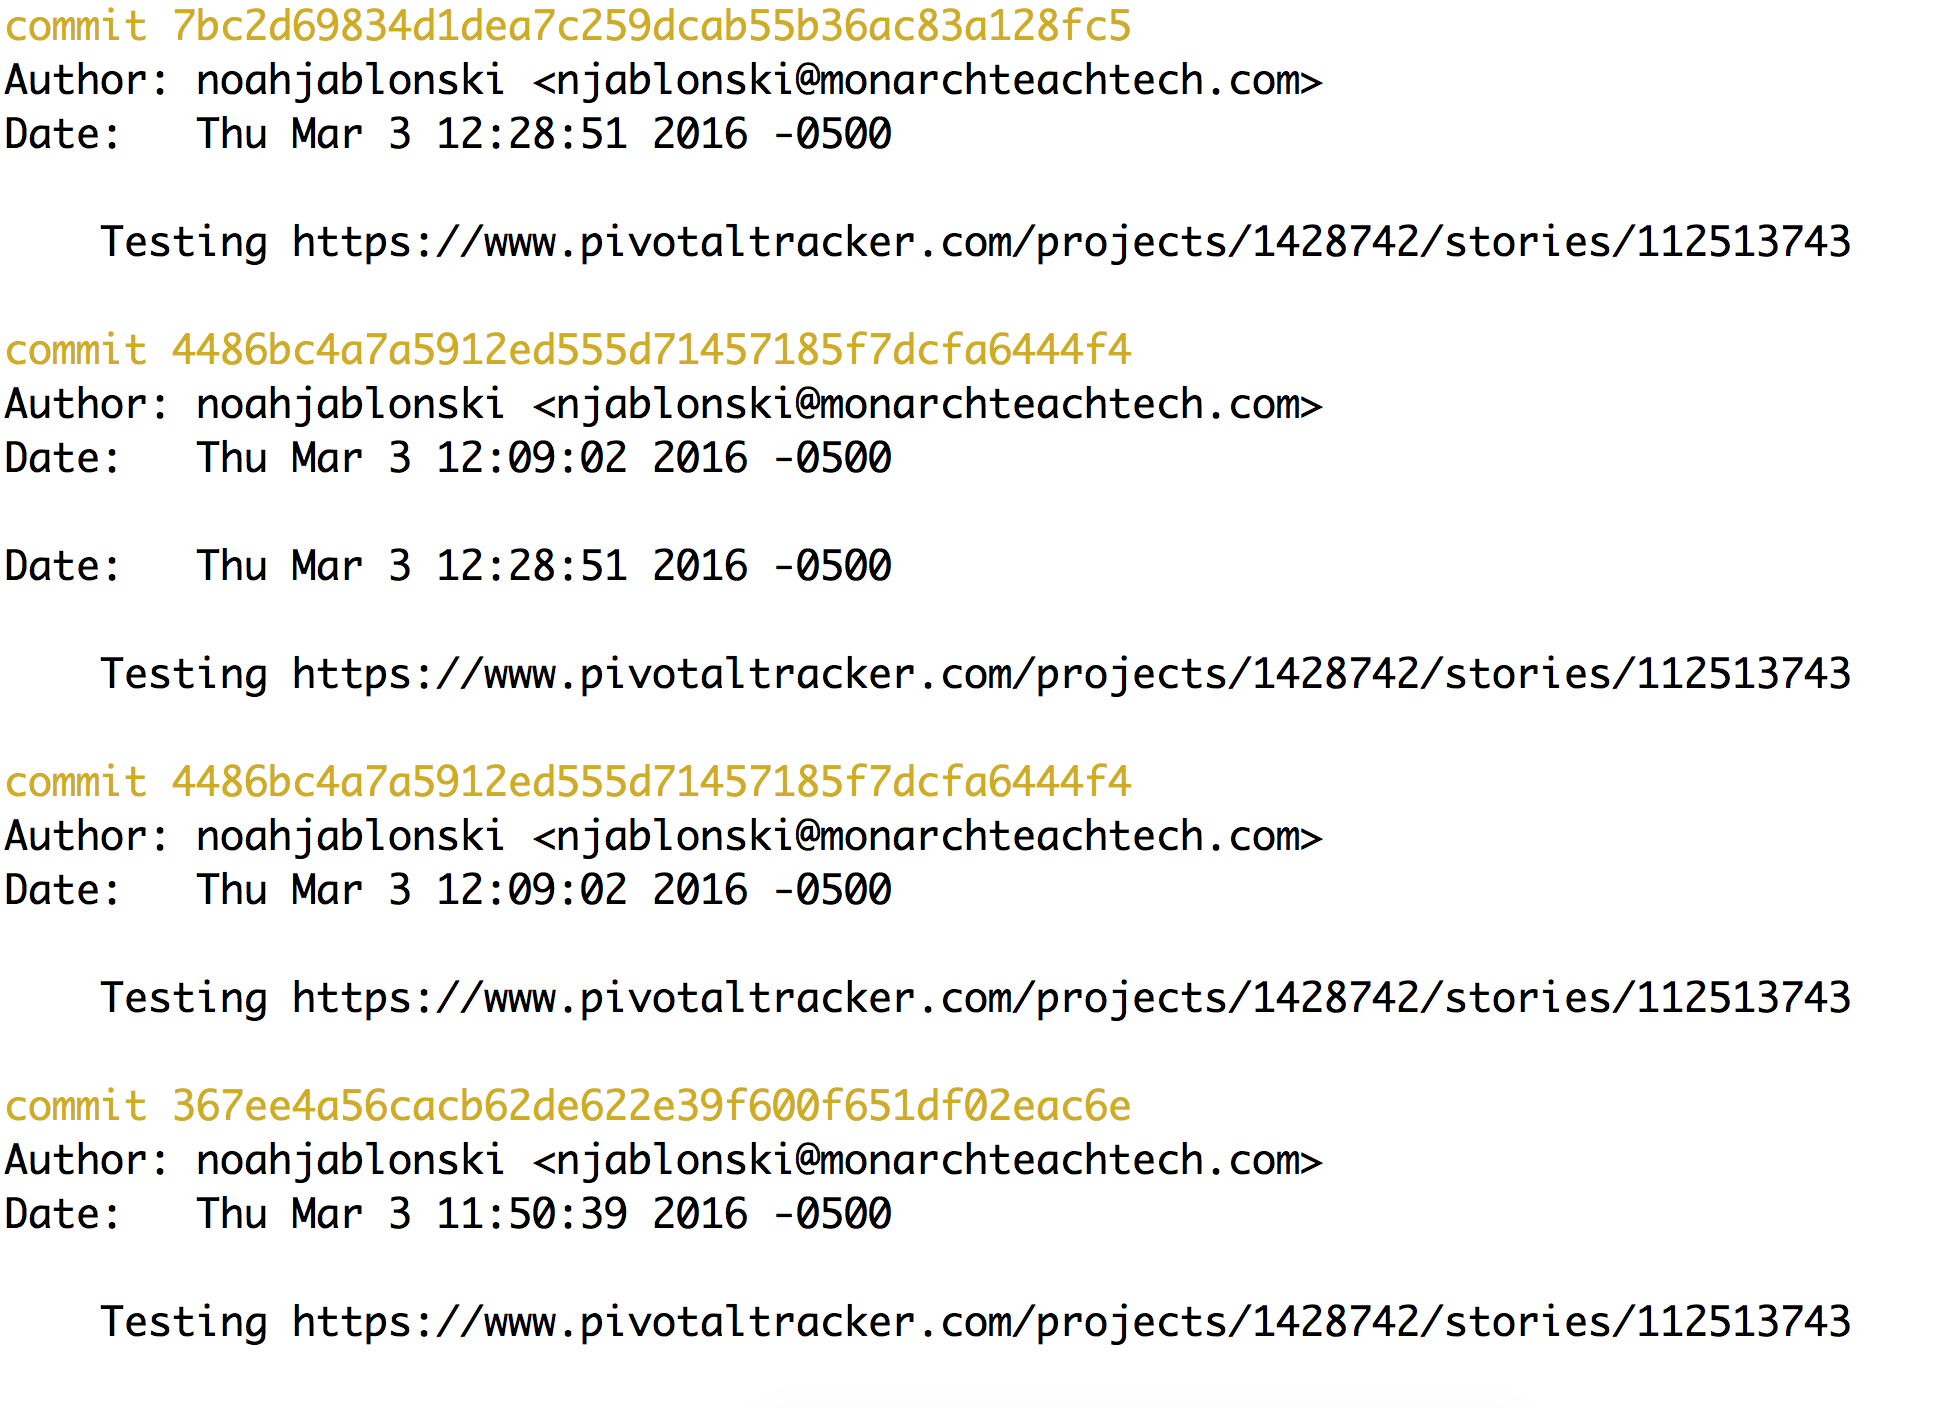 commit 7bc2d69834d1dea7c259dcab55b36ac83a128fc5
Author: noahjablonski <njablonski@monarchteachtech.com>
Date:   Thu Mar 3 12:28:51 2016 -0500
Testing https://www.pivotaltracker.com/projects/1428742/stories/112513743
commit 4486bc4a7a5912ed555d71457185f7dcfa6444f4
Author: noahjablonski <njablonski@monarchteachtech.com>
Date:   Thu Mar 3 12:09:02 2016 -0500
Date:   Thu Mar 3 12:28:51 2016 -0500
Testing https://www.pivotaltracker.com/projects/1428742/stories/112513743
commit 4486bc4a7a5912ed555d71457185f7dcfa6444f4
Author: noahjablonski <njablonski@monarchteachtech.com>
Date:   Thu Mar 3 12:09:02 2016 -0500
Testing https://www.pivotaltracker.com/projects/1428742/stories/112513743
commit 367ee4a56cacb62de622e39f600f651df02eac6e
Author: noahjablonski <njablonski@monarchteachtech.com>
Date:   Thu Mar 3 11:50:39 2016 -0500
Testing https://www.pivotaltracker.com/projects/1428742/stories/112513743